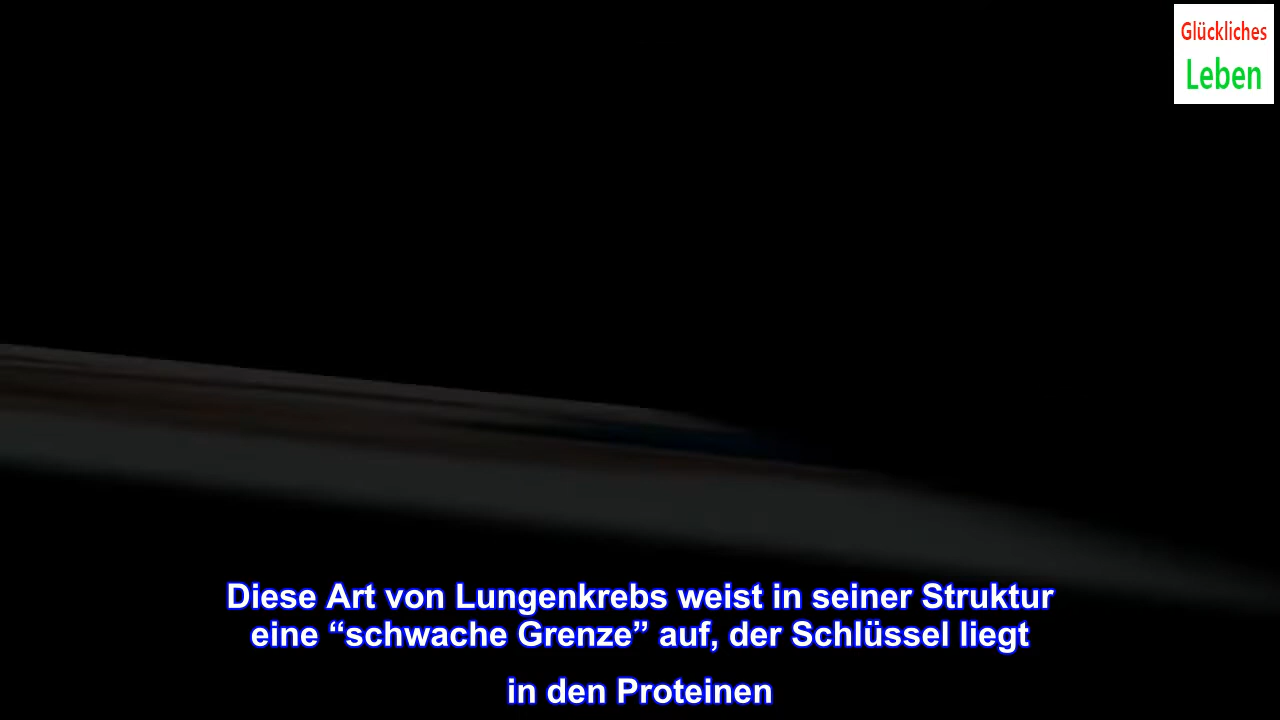 Glückliches
Leben
Diese Art von Lungenkrebs weist in seiner Struktur
eine “schwache Grenze” auf, der Schlüssel liegt
in den Proteinen